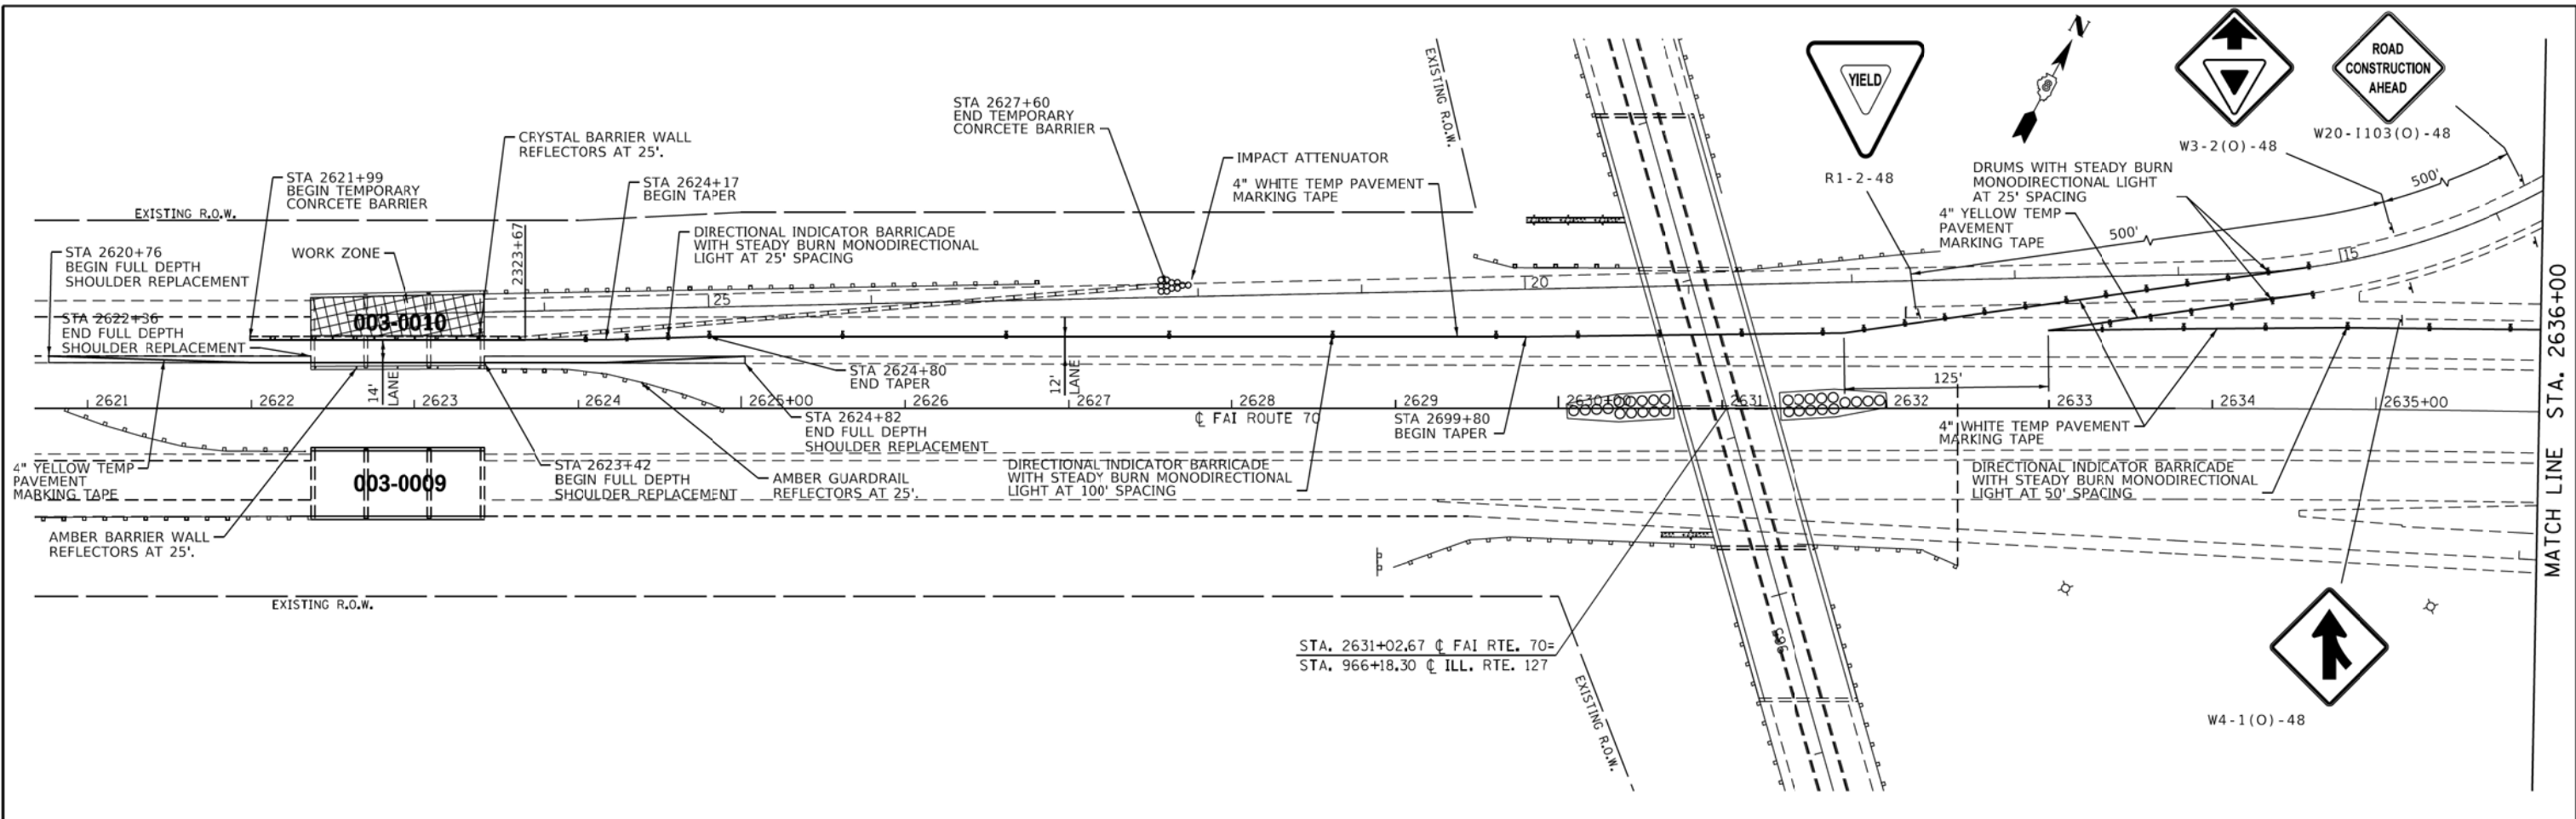 STA 2627+60
END TEMPORARY
CONRCETE BARRIER
CRYSTAL BARRIER WALL
REFLECTORS AT 25'.
STA 2621+99
BEGIN TEMPORARY
CONRCETE BARRIER
STA 2624+17
BEGIN TAPER
IMPACT ATTENUATOR
4" WHITE TEMP PAVEMENT
MARKING TAPE
EXISTING R.O.W.
YIELD
R1-2-48
N
W3-2(O)-48
ROAD
CONSTRUCTION
AHEAD
W20-I103(O)-48
DRUMS WITH STEADY BURN
MONODIRECTIONAL LIGHT
AT 25' SPACING
4" YELLOW TEMP
PAVEMENT
MARKING TAPE
500'
500'
EXISTING R.O.W.
STA 2620+76
BEGIN FULL DEPTH
SHOULDER REPLACEMENT
WORK ZONE
2323+67
DIRECTIONAL INDICATOR BARRICADE
WITH STEADY BURN MONODIRECTIONAL
LIGHT AT 25' SPACING
STA 2622+36
END FULL DEPTH
SHOULDER REPLACEMENT
003-0010
25
20
15
14'
LANE
12'
LANE
STA 2624+80
END TAPER
125'
2621
2622
2623
2624
2625+00
2626
2627
2628
2629
2630+00
2631
2632
2633
2634
2635+00
℄ FAI ROUTE 70
STA 2624+82
END FULL DEPTH
SHOULDER REPLACEMENT
STA 2699+80
BEGIN TAPER
4" WHITE TEMP PAVEMENT
MARKING TAPE
4" YELLOW TEMP
PAVEMENT
MARKING TAPE
003-0009
STA 2623+42
BEGIN FULL DEPTH
SHOULDER REPLACEMENT
AMBER GUARDRAIL
REFLECTORS AT 25'.
DIRECTIONAL INDICATOR BARRICADE
WITH STEADY BURN MONODIRECTIONAL
LIGHT AT 100' SPACING
DIRECTIONAL INDICATOR BARRICADE
WITH STEADY BURN MONODIRECTIONAL
LIGHT AT 50' SPACING
AMBER BARRIER WALL
REFLECTORS AT 25'.
EXISTING R.O.W.
STA. 2631+02.67 ℄ FAI RTE. 70=
STA. 966+18.30 ℄ ILL. RTE. 127
965
EXISTING R.O.W.
W4-1(O)-48
MATCH LINE STA. 2636+00